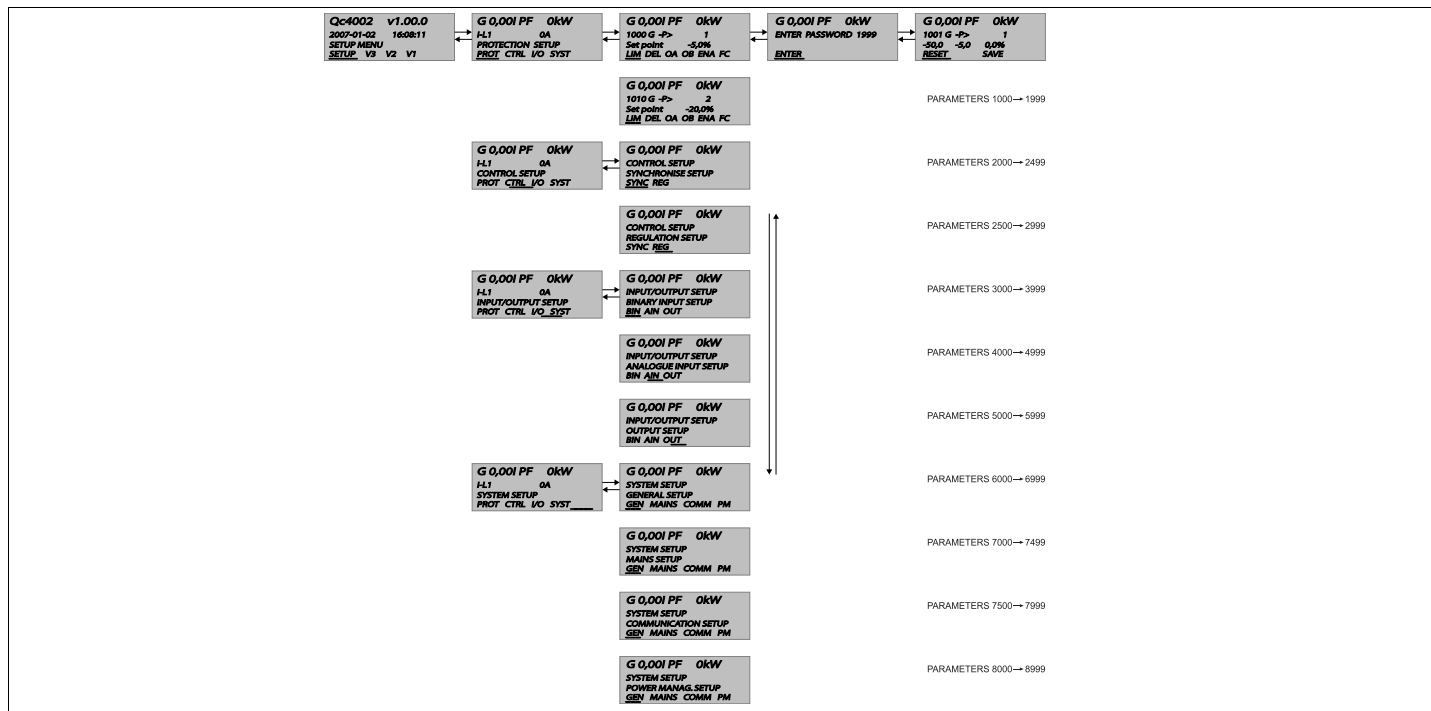 Qc4002 v1.00.0
2007-01-02 16:08:11
SETUP MENU
SETUP V3 V2 V1
G 0,00I PF 0kW
I-L1 0A
PROTECTION SETUP
PROT CTRL I/O SYST
G 0,00I PF 0kW
1000 G -P> 1
Set point -5,0%
LIM DEL OA OB ENA FC
G 0,00I PF 0kW
ENTER PASSWORD 1999
ENTER
G 0,00I PF 0kW
1001 G -P> 1
-50,0 -5,0 0,0%
RESET SAVE
G 0,00I PF 0kW
1010 G -P> 2
Set point -20,0%
LIM DEL OA OB ENA FC
PARAMETERS 1000→1999
G 0,00I PF 0kW
I-L1 0A
CONTROL SETUP
PROT CTRL I/O SYST
G 0,00I PF 0kW
CONTROL SETUP
SYNCHRONISE SETUP
SYNC REG
PARAMETERS 2000→2499
G 0,00I PF 0kW
CONTROL SETUP
REGULATION SETUP
SYNC REG
PARAMETERS 2500→2999
G 0,00I PF 0kW
I-L1 0A
INPUT/OUTPUT SETUP
PROT CTRL I/O SYST
G 0,00I PF 0kW
INPUT/OUTPUT SETUP
BINARY INPUT SETUP
BIN AIN OUT
PARAMETERS 3000→3999
G 0,00I PF 0kW
INPUT/OUTPUT SETUP
ANALOGUE INPUT SETUP
BIN AIN OUT
PARAMETERS 4000→4999
G 0,00I PF 0kW
INPUT/OUTPUT SETUP
OUTPUT SETUP
BIN AIN OUT
PARAMETERS 5000→5999
G 0,00I PF 0kW
I-L1 0A
SYSTEM SETUP
PROT CTRL I/O SYST
G 0,00I PF 0kW
SYSTEM SETUP
GENERAL SETUP
GEN MAINS COMM PM
PARAMETERS 6000→6999
G 0,00I PF 0kW
SYSTEM SETUP
MAINS SETUP
GEN MAINS COMM PM
PARAMETERS 7000→7499
G 0,00I PF 0kW
SYSTEM SETUP
COMMUNICATION SETUP
GEN MAINS COMM PM
PARAMETERS 7500→7999
G 0,00I PF 0kW
SYSTEM SETUP
POWER MANAG.SETUP
GEN MAINS COMM PM
PARAMETERS 8000→8999